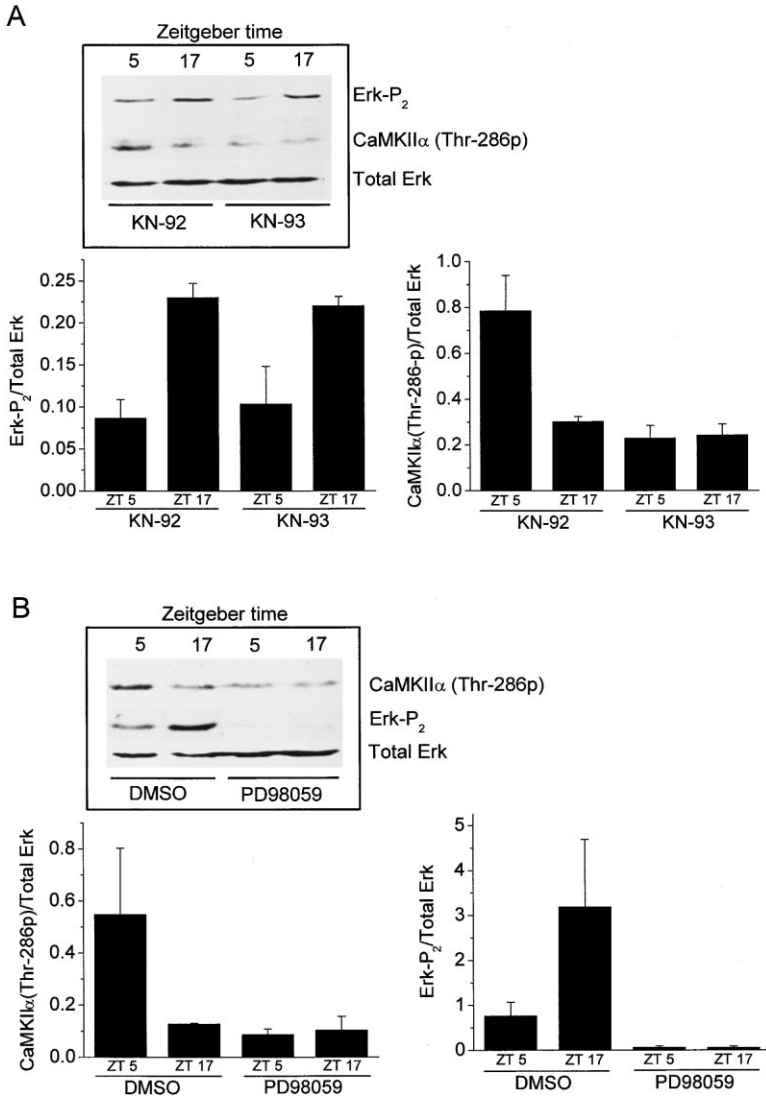 A
Zeitgeber time
5 17 5 17
Erk-P2
CaMKIIα (Thr-286p)
Total Erk
KN-92 KN-93
Erk-P2/Total Erk
0.25
0.20
0.15
0.10
0.05
0.00
ZT 5 ZT 17 ZT 5 ZT 17
KN-92 KN-93
CaMKIIα(Thr-286-p)/Total Erk
1.0
0.8
0.6
0.4
0.2
0.0
ZT 5 ZT 17 ZT 5 ZT 17
KN-92 KN-93
B
Zeitgeber time
5 17 5 17
CaMKIIα (Thr-286p)
Erk-P2
Total Erk
DMSO PD98059
CaMKIIα(Thr-286p)/Total Erk
0.8
0.6
0.4
0.2
0.0
ZT 5 ZT 17 ZT 5 ZT 17
DMSO PD98059
Erk-P2/Total Erk
5
4
3
2
1
0
ZT 5 ZT 17 ZT 5 ZT 17
DMSO PD98059